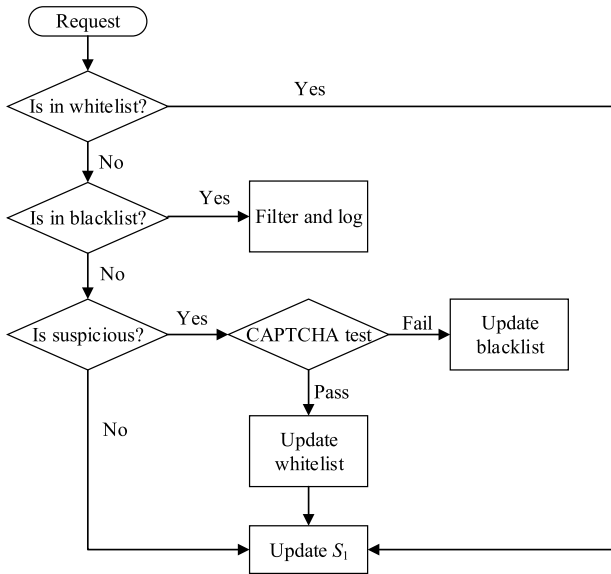 Request
Yes
Is in whitelist?
No
Yes
Is in blacklist?
Filter and log
No
Is suspicious?
Yes
CAPTCHA test
Fail
Update
blacklist
Pass
No
Update
whitelist
Update S1